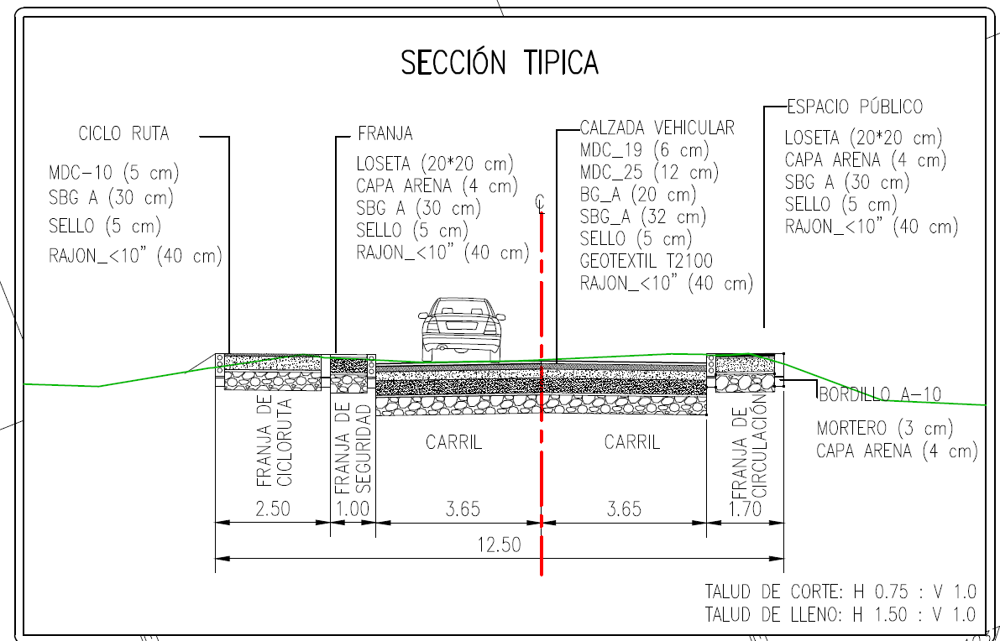 SECCIÓN TIPICA
CICLO RUTA
MDC-10 (5 cm)
SBG A (30 cm)
SELLO (5 cm)
RAJON_<10" (40 cm)
FRANJA
LOSETA (20*20 cm)
CAPA ARENA (4 cm)
SBG A (30 cm)
SELLO (5 cm)
RAJON_<10" (40 cm)
CALZADA VEHICULAR
MDC_19 (6 cm)
MDC_25 (12 cm)
BG_A (20 cm)
SBG_A (32 cm)
SELLO (5 cm)
GEOTEXTIL T2100
RAJON_<10" (40 cm)
ESPACIO PÚBLICO
LOSETA (20*20 cm)
CAPA ARENA (4 cm)
SBG A (30 cm)
SELLO (5 cm)
RAJON_<10" (40 cm)
BORDILLO A-10
MORTERO (3 cm)
CAPA ARENA (4 cm)
FRANJA DE
CICLORUTA
FRANJA DE
SEGURIDAD
CARRIL
CARRIL
FRANJA DE
CIRCULACIÓN
2.50
1.00
3.65
3.65
1.70
12.50
TALUD DE CORTE: H 0.75 : V 1.0
TALUD DE LLENO: H 1.50 : V 1.0